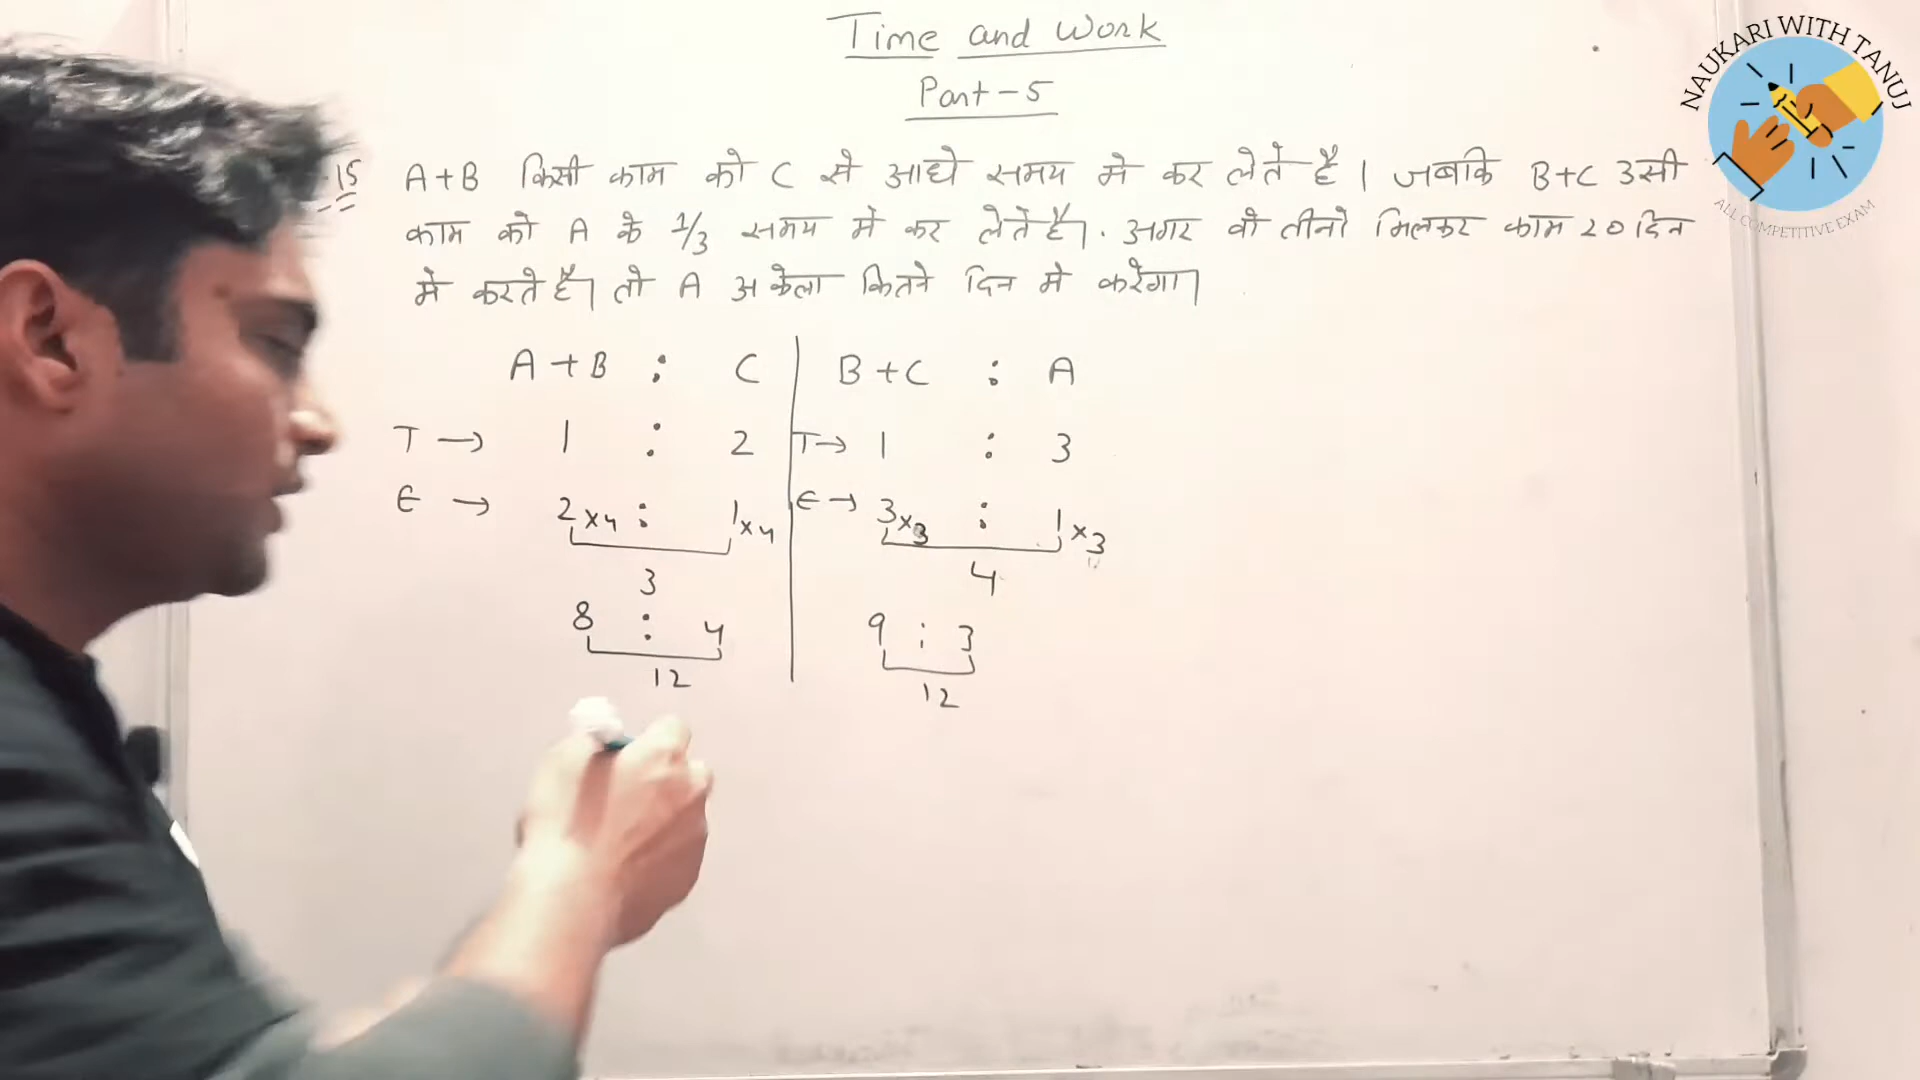 Time and Work
Part-5
15 A+B किसी काम को C से आधे समय मे कर लेते है । जबकि B+C उसी
काम को A के 1/3 समय मे कर लेते है। अगर वो तीनो मिलकर काम 20 दिन
मे करते है। तो A अकेला कितने दिन मे करेगा।
A+B : C B+C : A
T → 1 : 2 T→ 1 : 3
E → 2×4 : 1×4 E→ 3×3 : 1×3
3 4
8 : 4 9 : 3
12 12
NAUKARI WITH TANUJ
ALL COMPETITIVE EXAM